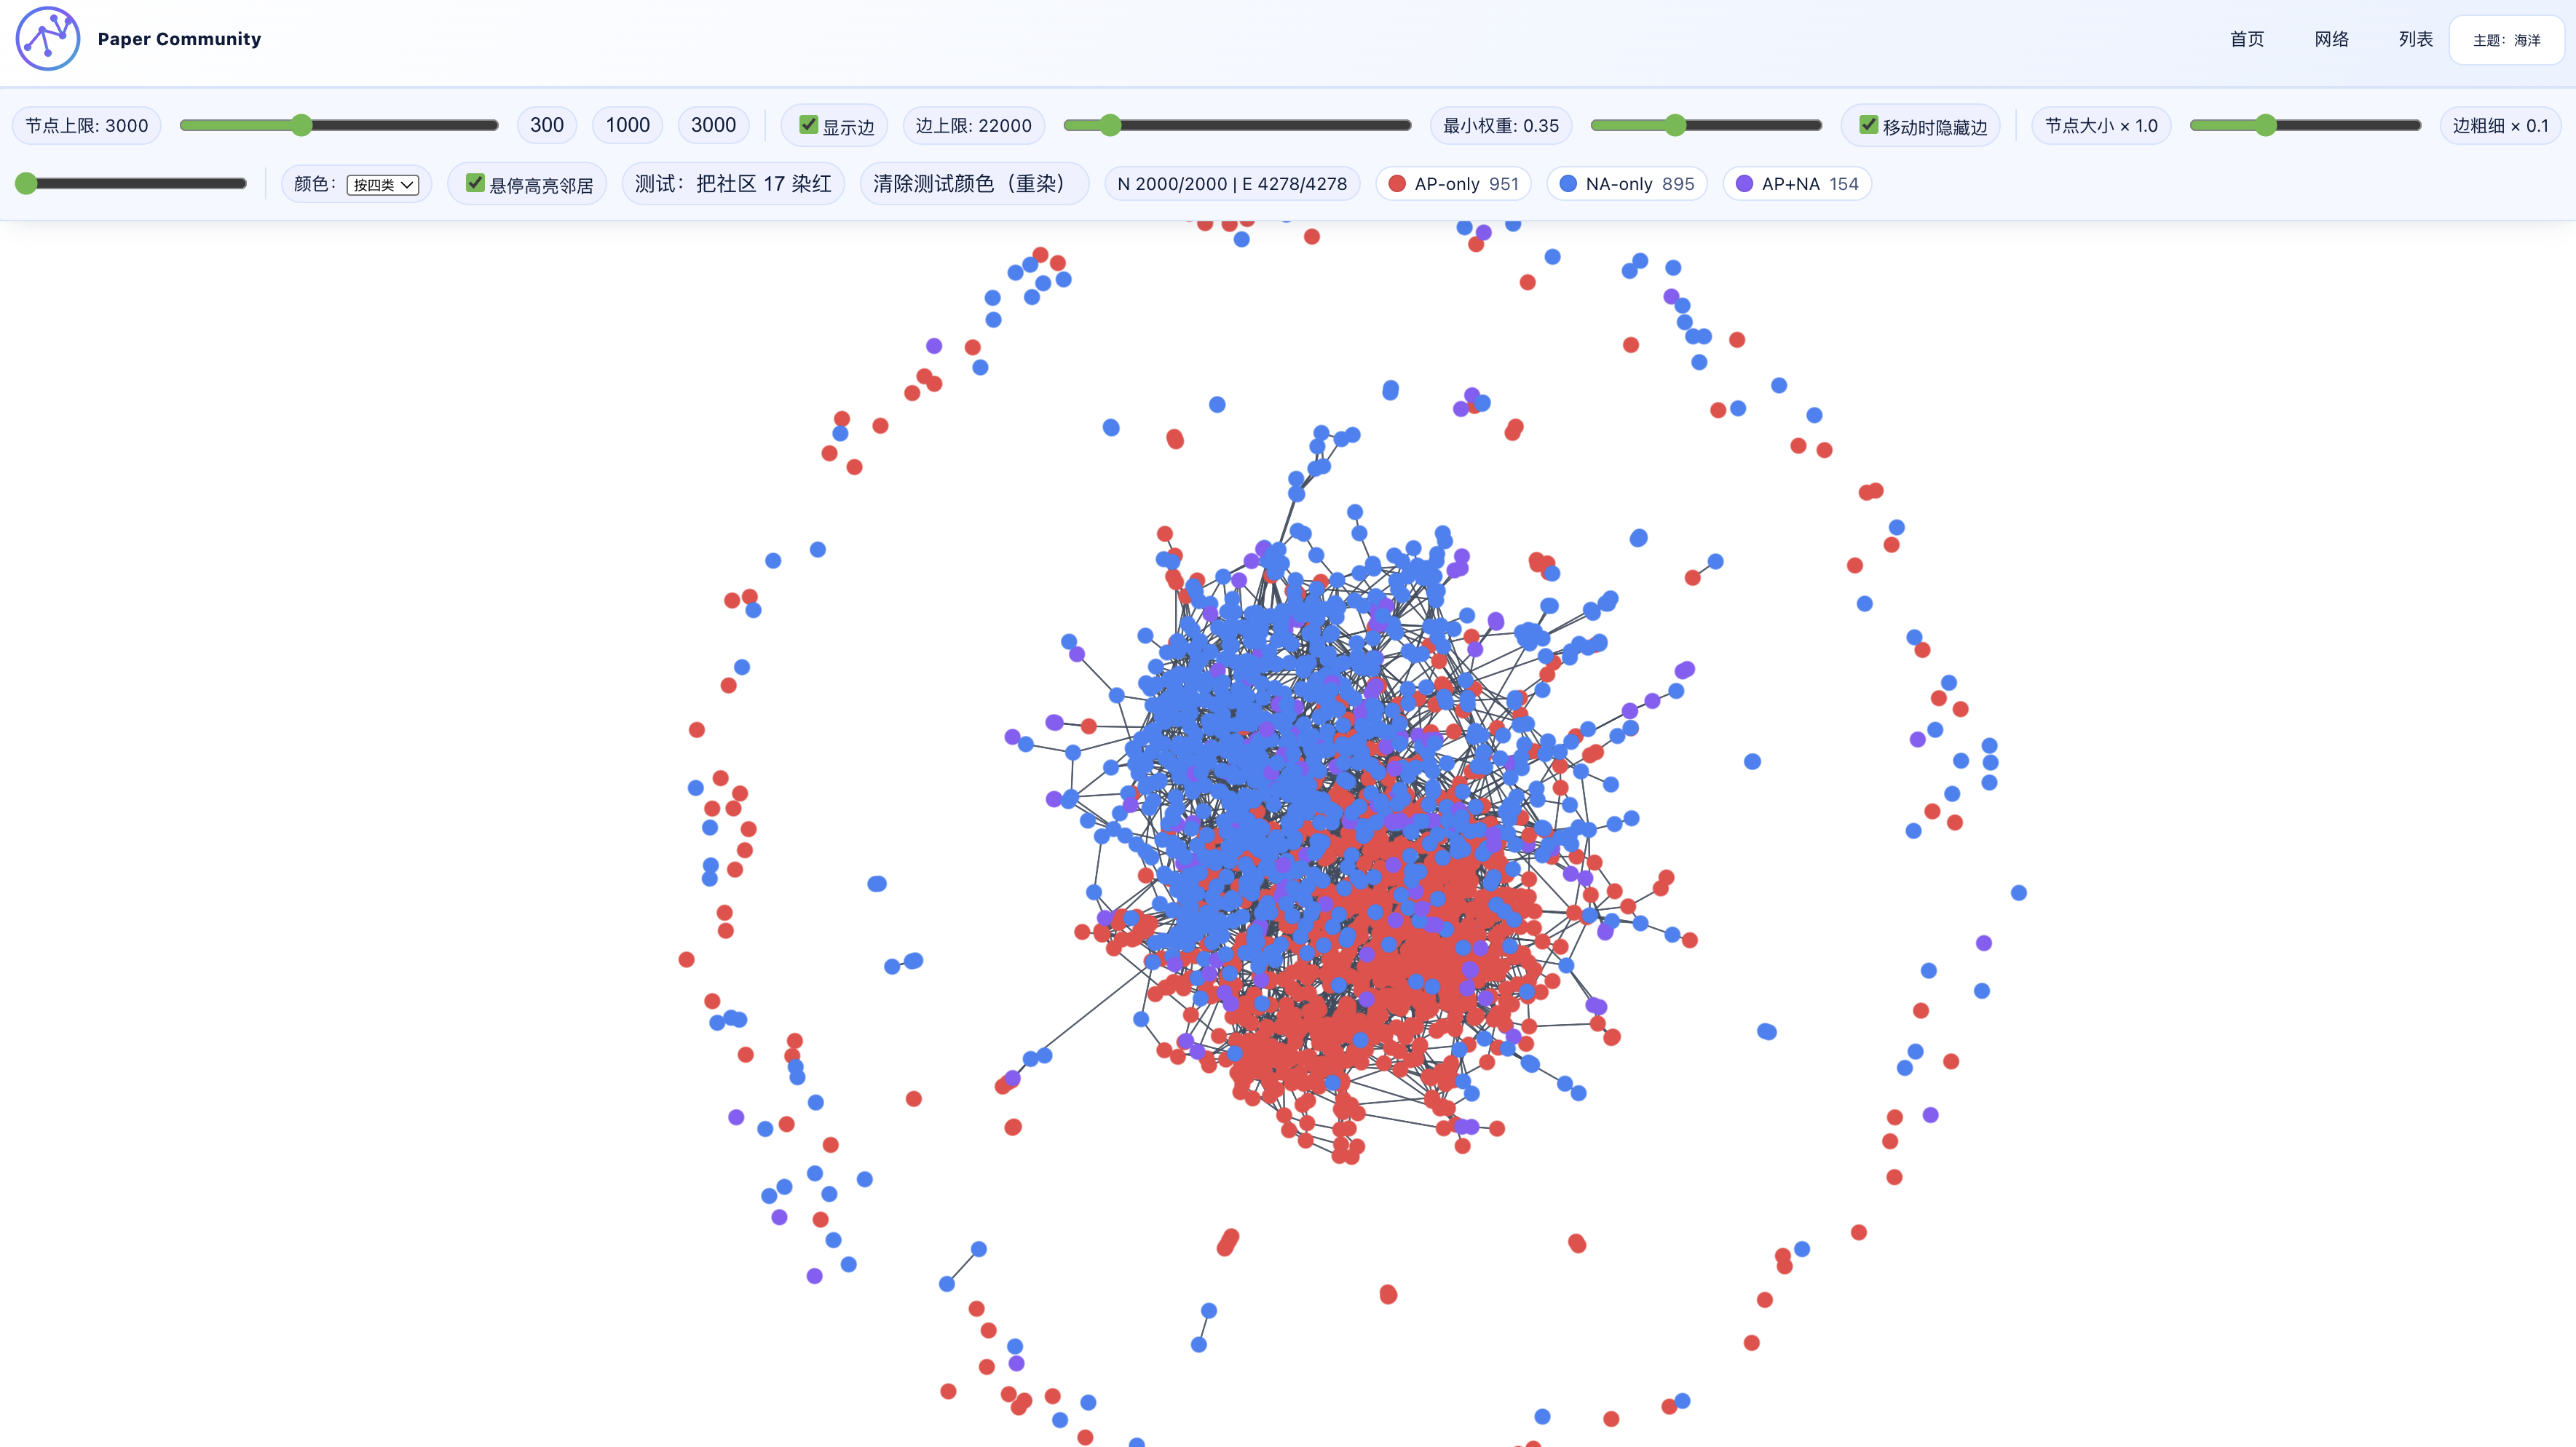 Paper Community
首页 网络 列表 主题：海洋
节点上限: 3000 300 1000 3000 显示边 边上限: 22000 最小权重: 0.35 移动时隐藏边 节点大小 × 1.0 边粗细 × 0.1
颜色： 按四类 悬停高亮邻居 测试：把社区 17 染红 清除测试颜色（重染） N 2000/2000 | E 4278/4278 AP-only 951 NA-only 895 AP+NA 154